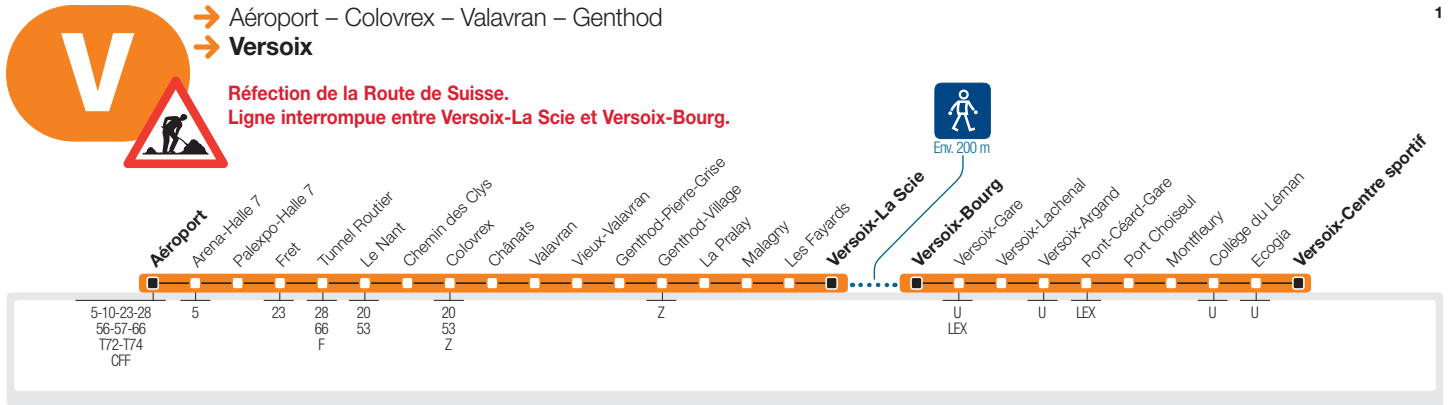 V
Aéroport – Colovrex – Valavran – Genthod
Versoix
1
Réfection de la Route de Suisse.
Ligne interrompue entre Versoix-La Scie et Versoix-Bourg.
Env. 200 m
Aéroport
Arena-Halle 7
Palexpo-Halle 7
Fret
Tunnel Routier
Le Nant
Chemin des Clys
Colovrex
Chânats
Valavran
Vieux-Valavran
Genthod-Pierre-Grise
Genthod-Village
La Pralay
Malagny
Les Fayards
Versoix-La Scie
Versoix-Bourg
Versoix-Gare
Versoix-Lachenal
Versoix-Argand
Pont-Céard-Gare
Port Choiseul
Montfleury
Collège du Léman
Ecogia
Versoix-Centre sportif
5-10-23-28
56-57-66
T72-T74
CFF
5
23
28
66
F
20
53
20
53
Z
Z
U
LEX
U
LEX
U
U